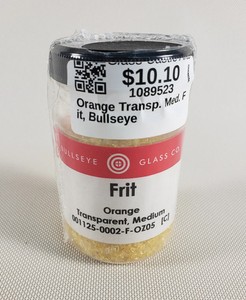 $10.10
1089523
Orange Transp. Med. F
it, Bullseye
BULLSEYE GLASS CO
Frit
Orange
Transparent, Medium
001125-0002-F-OZ05 [C]